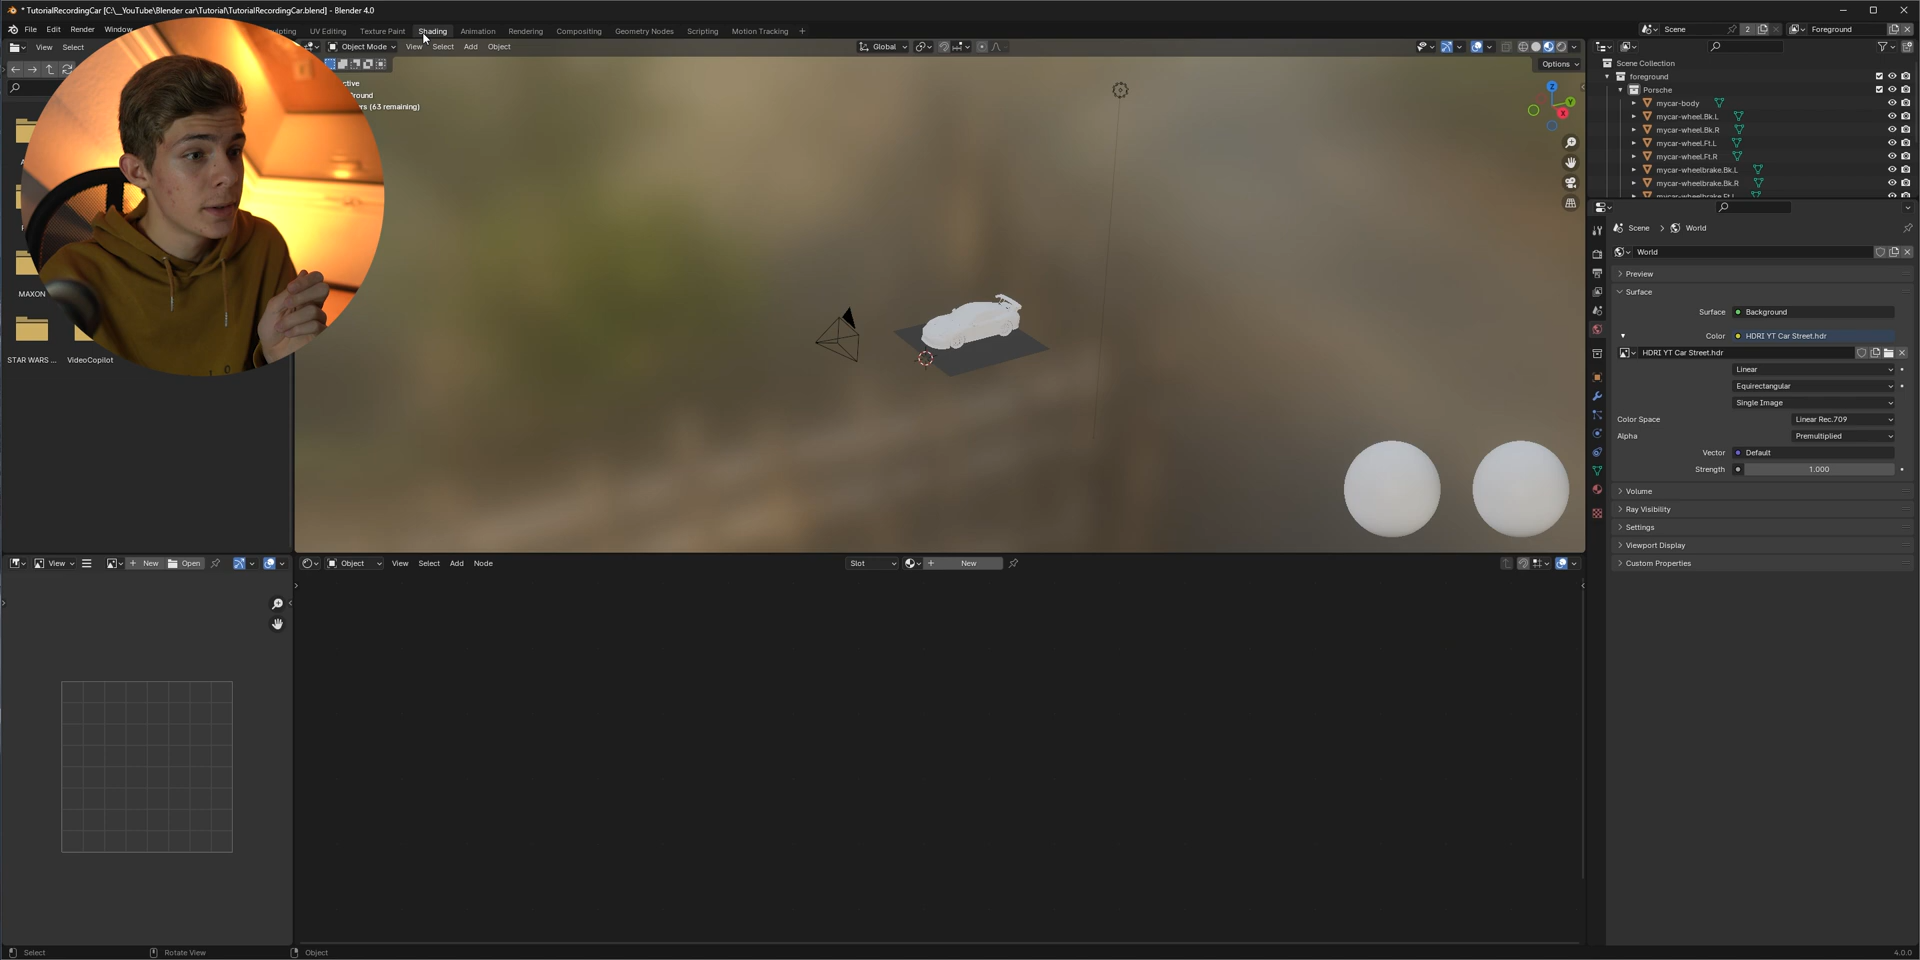 * TutorialRecordingCar [C:\__YouTube\Blender car\Tutorial\TutorialRecordingCar.blend] - Blender 4.0
File Edit Render Window UV Editing Texture Paint Shading Animation Rendering Compositing Geometry Nodes Scripting Motion Tracking +
Scene 2 Foreground
View Select
Object Mode View Select Add Object
Global
Options
(63 remaining)
Z
Y
X
MAXON
STAR WARS ... VideoCopilot
Scene Collection
foreground
Porsche
mycar-body
mycar-wheel.Bk.L
mycar-wheel.Bk.R
mycar-wheel.Ft.L
mycar-wheel.Ft.R
mycar-wheelbrake.Bk.L
mycar-wheelbrake.Bk.R
mycar-wheelbrake.Ft.L
Scene > World
World
Preview
Surface
Surface Background
Color HDRI YT Car Street.hdr
HDRI YT Car Street.hdr
Linear
Equirectangular
Single Image
Color Space Linear Rec.709
Alpha Premultiplied
Vector Default
Strength 1.000
Volume
Ray Visibility
Settings
Viewport Display
Custom Properties
View + New Open
Object View Select Add Node
Slot + New
Select Rotate View Object
4.0.0